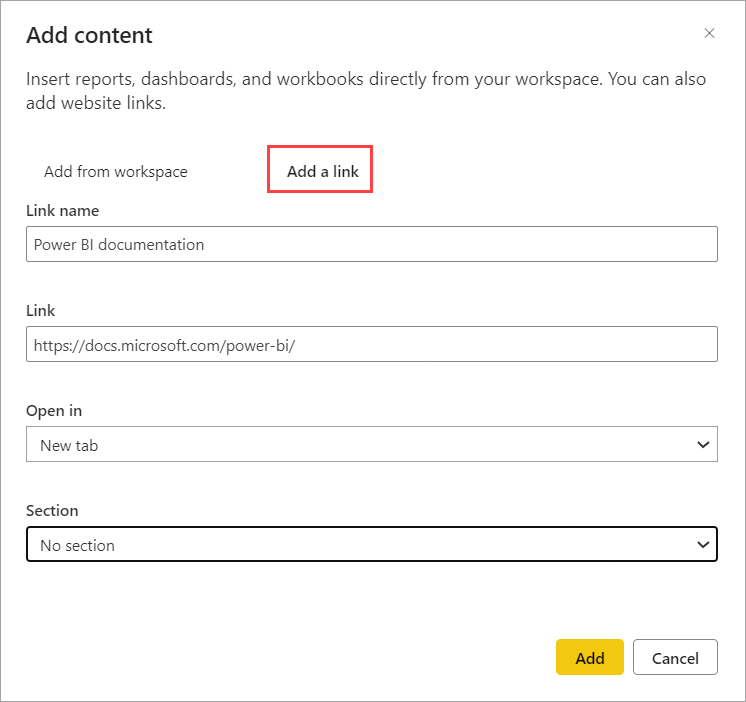 Add content
Insert reports, dashboards, and workbooks directly from your workspace. You can also
add website links.
Add from workspace
Add a link
Link name
Power BI documentation
Link
https://docs.microsoft.com/power-bi/
Open in
New tab
Section
No section
Add
Cancel